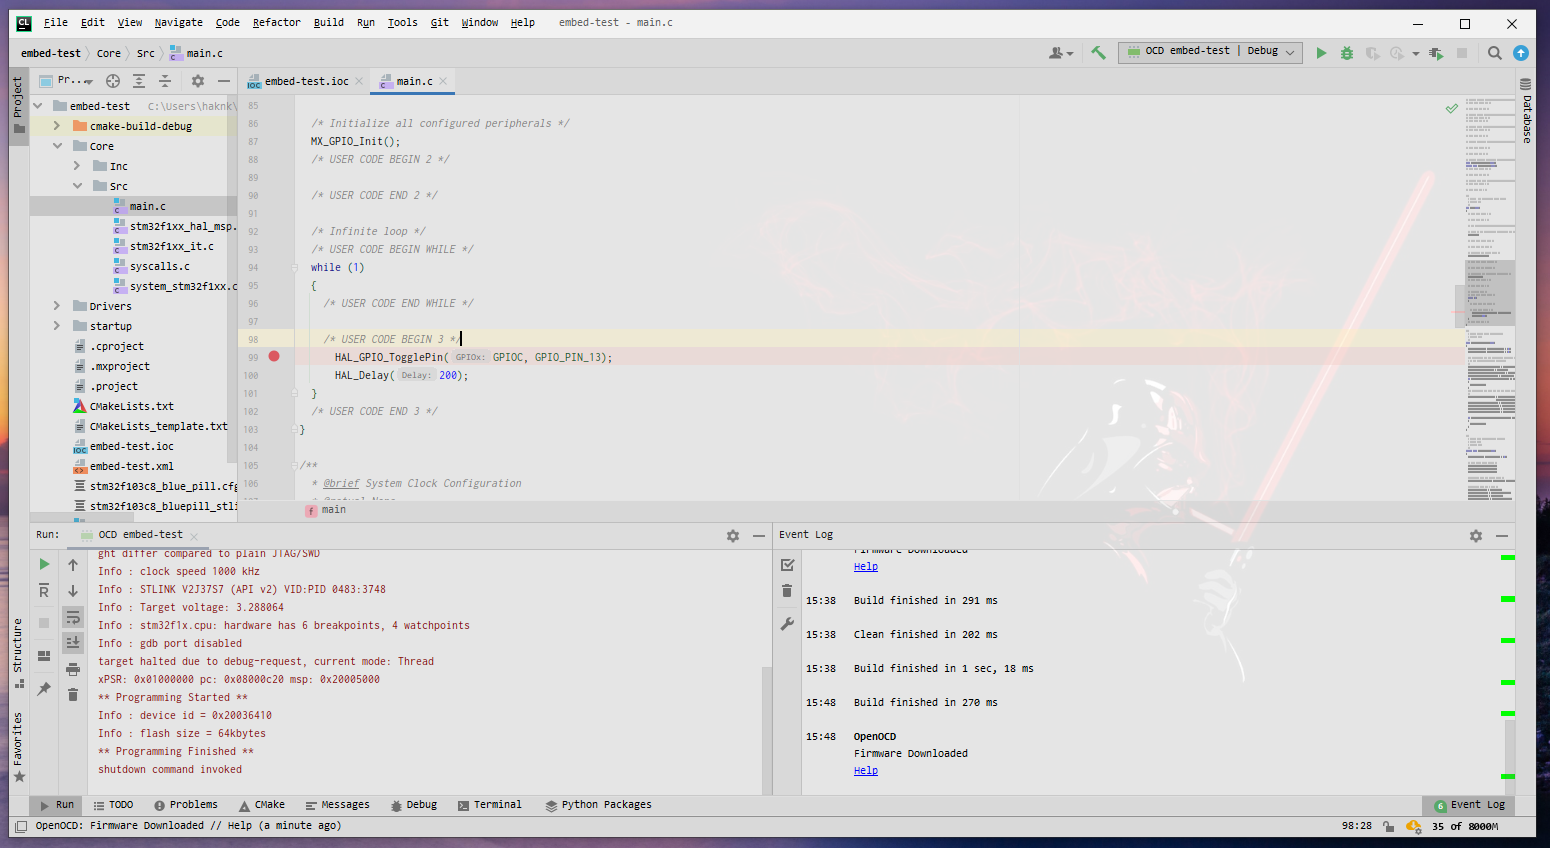 CL File Edit View Navigate Code Refactor Build Run Tools Git Window Help embed-test - main.c
embed-test Core Src main.c
OCD embed-test | Debug
Project
Pr...
embed-test.ioc
main.c
embed-test C:\Users\haknk\
cmake-build-debug
Core
Inc
Src
main.c
stm32f1xx_hal_msp.
stm32f1xx_it.c
syscalls.c
system_stm32f1xx.c
Drivers
startup
.cproject
.mxproject
.project
CMakeLists.txt
CMakeLists_template.txt
embed-test.ioc
embed-test.xml
stm32f103c8_blue_pill.cfg
stm32f103c8_bluepill_stli
85
86 /* Initialize all configured peripherals */
87 MX_GPIO_Init();
88 /* USER CODE BEGIN 2 */
89
90 /* USER CODE END 2 */
91
92 /* Infinite loop */
93 /* USER CODE BEGIN WHILE */
94 while (1)
95 {
96 /* USER CODE END WHILE */
97
98 /* USER CODE BEGIN 3 */
99 HAL_GPIO_TogglePin( GPIOx: GPIOC, GPIO_PIN_13);
100 HAL_Delay( Delay: 200);
101 }
102 /* USER CODE END 3 */
103 }
104
105 /**
106 * @brief System Clock Configuration
f main
Database
Run: OCD embed-test
ght differ compared to plain JTAG/SWD
Info : clock speed 1000 kHz
Info : STLINK V2J37S7 (API v2) VID:PID 0483:3748
Info : Target voltage: 3.288064
Info : stm32f1x.cpu: hardware has 6 breakpoints, 4 watchpoints
Info : gdb port disabled
target halted due to debug-request, current mode: Thread
xPSR: 0x01000000 pc: 0x08000c20 msp: 0x20005000
** Programming Started **
Info : device id = 0x20036410
Info : flash size = 64kbytes
** Programming Finished **
shutdown command invoked
Structure
Favorites
Event Log
Firmware Downloaded
Help
15:38 Build finished in 291 ms
15:38 Clean finished in 202 ms
15:38 Build finished in 1 sec, 18 ms
15:48 Build finished in 270 ms
15:48 OpenOCD
Firmware Downloaded
Help
Run TODO Problems CMake Messages Debug Terminal Python Packages 6 Event Log
OpenOCD: Firmware Downloaded // Help (a minute ago) 98:28 35 of 8000M